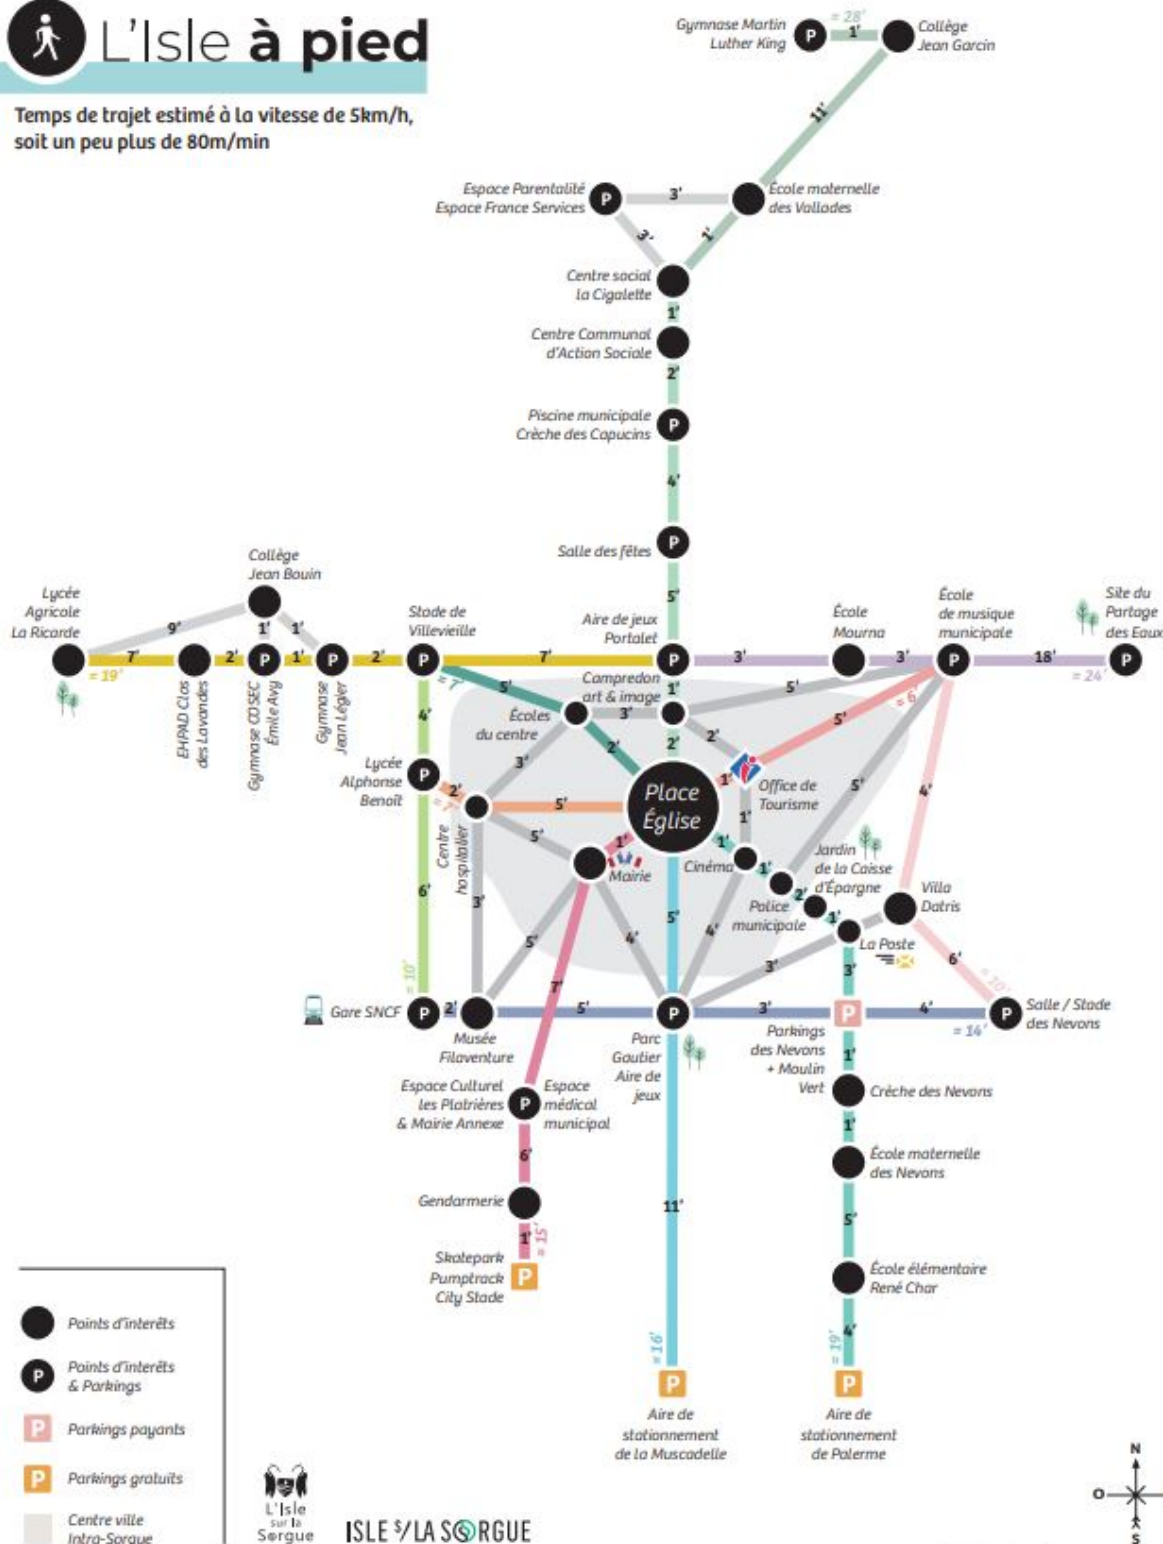 L'Isle à pied
Temps de trajet estimé à la vitesse de 5km/h,
soit un peu plus de 80m/min
Gymnase Martin
Luther King
P
= 28'
1'
Collège
Jean Garcin
11'
Espace Parentalité
Espace France Services
P
3'
École maternelle
des Vallades
3'
1'
Centre social
la Cigalette
1'
Centre Communal
d'Action Sociale
2'
Piscine municipale
Crèche des Capucins
P
4'
Salle des fêtes
P
5'
Collège
Jean Bouin
Lycée
Agricole
La Ricarde
9'
1'
1'
7'
= 19'
2'
P
1'
P
2'
EHPAD Clos
des Lavandes
Gymnase COSEC
Émile Avy
Gymnase
Jean Légier
Stade de
Villevieille
P
7'
= 7'
5'
Aire de jeux
Portalet
P
3'
École
Mourna
3'
École
de musique
municipale
P
18'
= 24'
Site du
Partage
des Eaux
P
Campredon
art & image
1'
5'
= 6'
5'
Écoles
du centre
3'
2'
2'
2'
4'
3'
Lycée
Alphonse
Benoît
P
2'
= 7'
5'
Place
Église
1'
Office de
Tourisme
5'
4'
Centre
hospitalier
5'
1'
Mairie
1'
1'
Cinéma
1'
Jardin
de la Caisse
d'Épargne
2'
Police
municipale
1'
Villa
Datris
La Poste
6'
3'
5'
4'
5'
4'
3'
3'
6'
= 10'
7'
= 10'
Gare SNCF
P
2'
5'
P
3'
P
4'
= 14'
P
Salle / Stade
des Nevons
Musée
Filaventure
Parc
Gautier
Aire de
jeux
Parkings
des Nevons
+ Moulin
Vert
1'
Crèche des Nevons
Espace Culturel
les Platrières
& Mairie Annexe
P
Espace
médical
municipal
1'
6'
École maternelle
des Nevons
Gendarmerie
11'
5'
1'
= 15'
Skatepark
Pumptrack
City Stade
P
École élémentaire
René Char
= 16'
= 19'
4'
P
P
Aire de
stationnement
de la Muscadelle
Aire de
stationnement
de Palerme
Points d'interêts
P
Points d'interêts
& Parkings
P
Parkings payants
P
Parkings gratuits
Centre ville
Intra-Sorgue
L'Isle
sur la
Sorgue
ISLE S/LA SORGUE
N
O
S